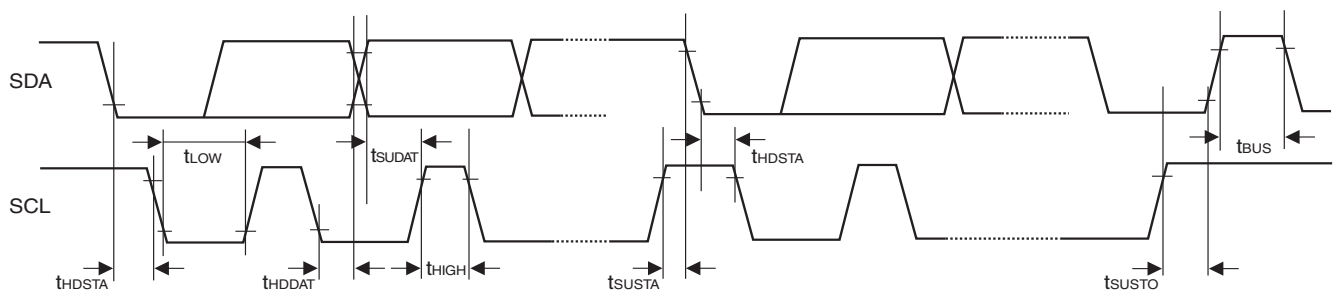 SDA
tLOW
tSUDAT
tHDSTA
tBUS
SCL
tHDSTA
tHDDAT
tHIGH
tSUSTA
tSUSTO